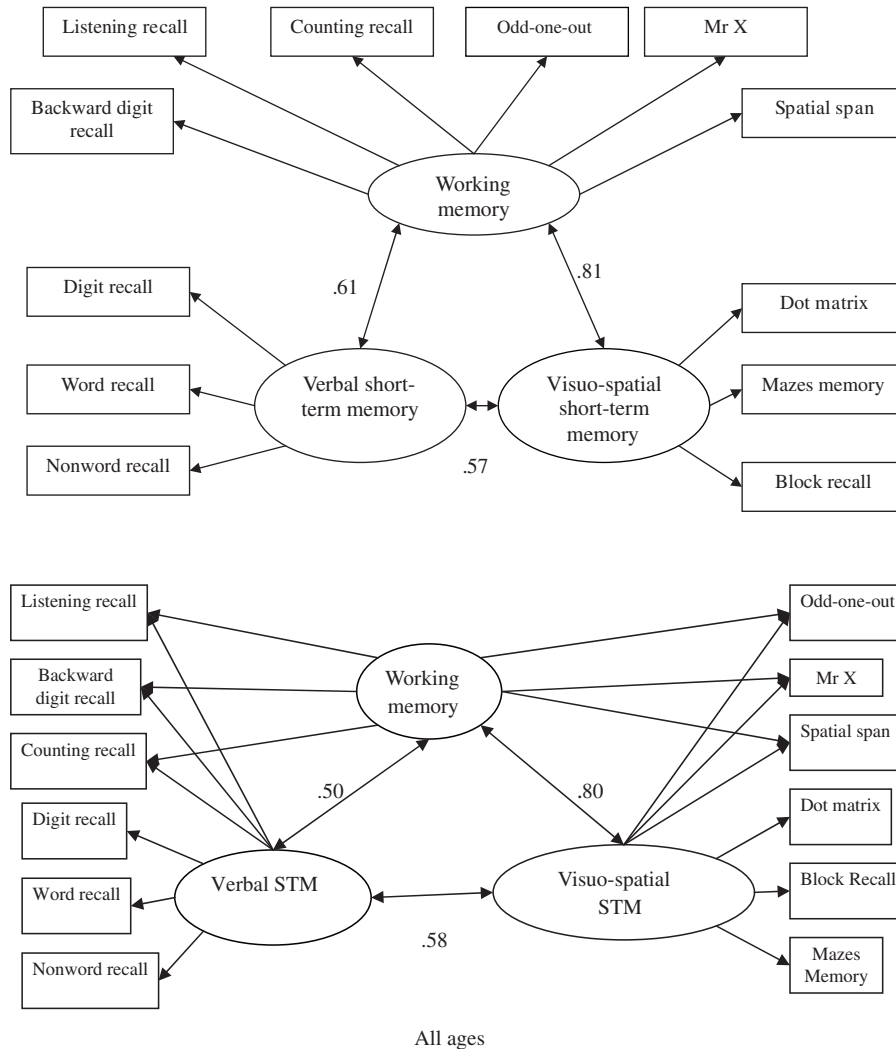 Listening recall
Counting recall
Odd-one-out
Mr X
Backward digit
recall
Spatial span
Working
memory
.61
.81
Digit recall
Word recall
Nonword recall
Verbal short-
term memory
Visuo-spatial
short-term
memory
.57
Dot matrix
Mazes memory
Block recall
Listening recall
Backward
digit recall
Counting recall
Digit recall
Word recall
Nonword recall
Working
memory
.50
.80
Verbal STM
Visuo-spatial
STM
.58
Odd-one-out
Mr X
Spatial span
Dot matrix
Block Recall
Mazes
Memory
All ages